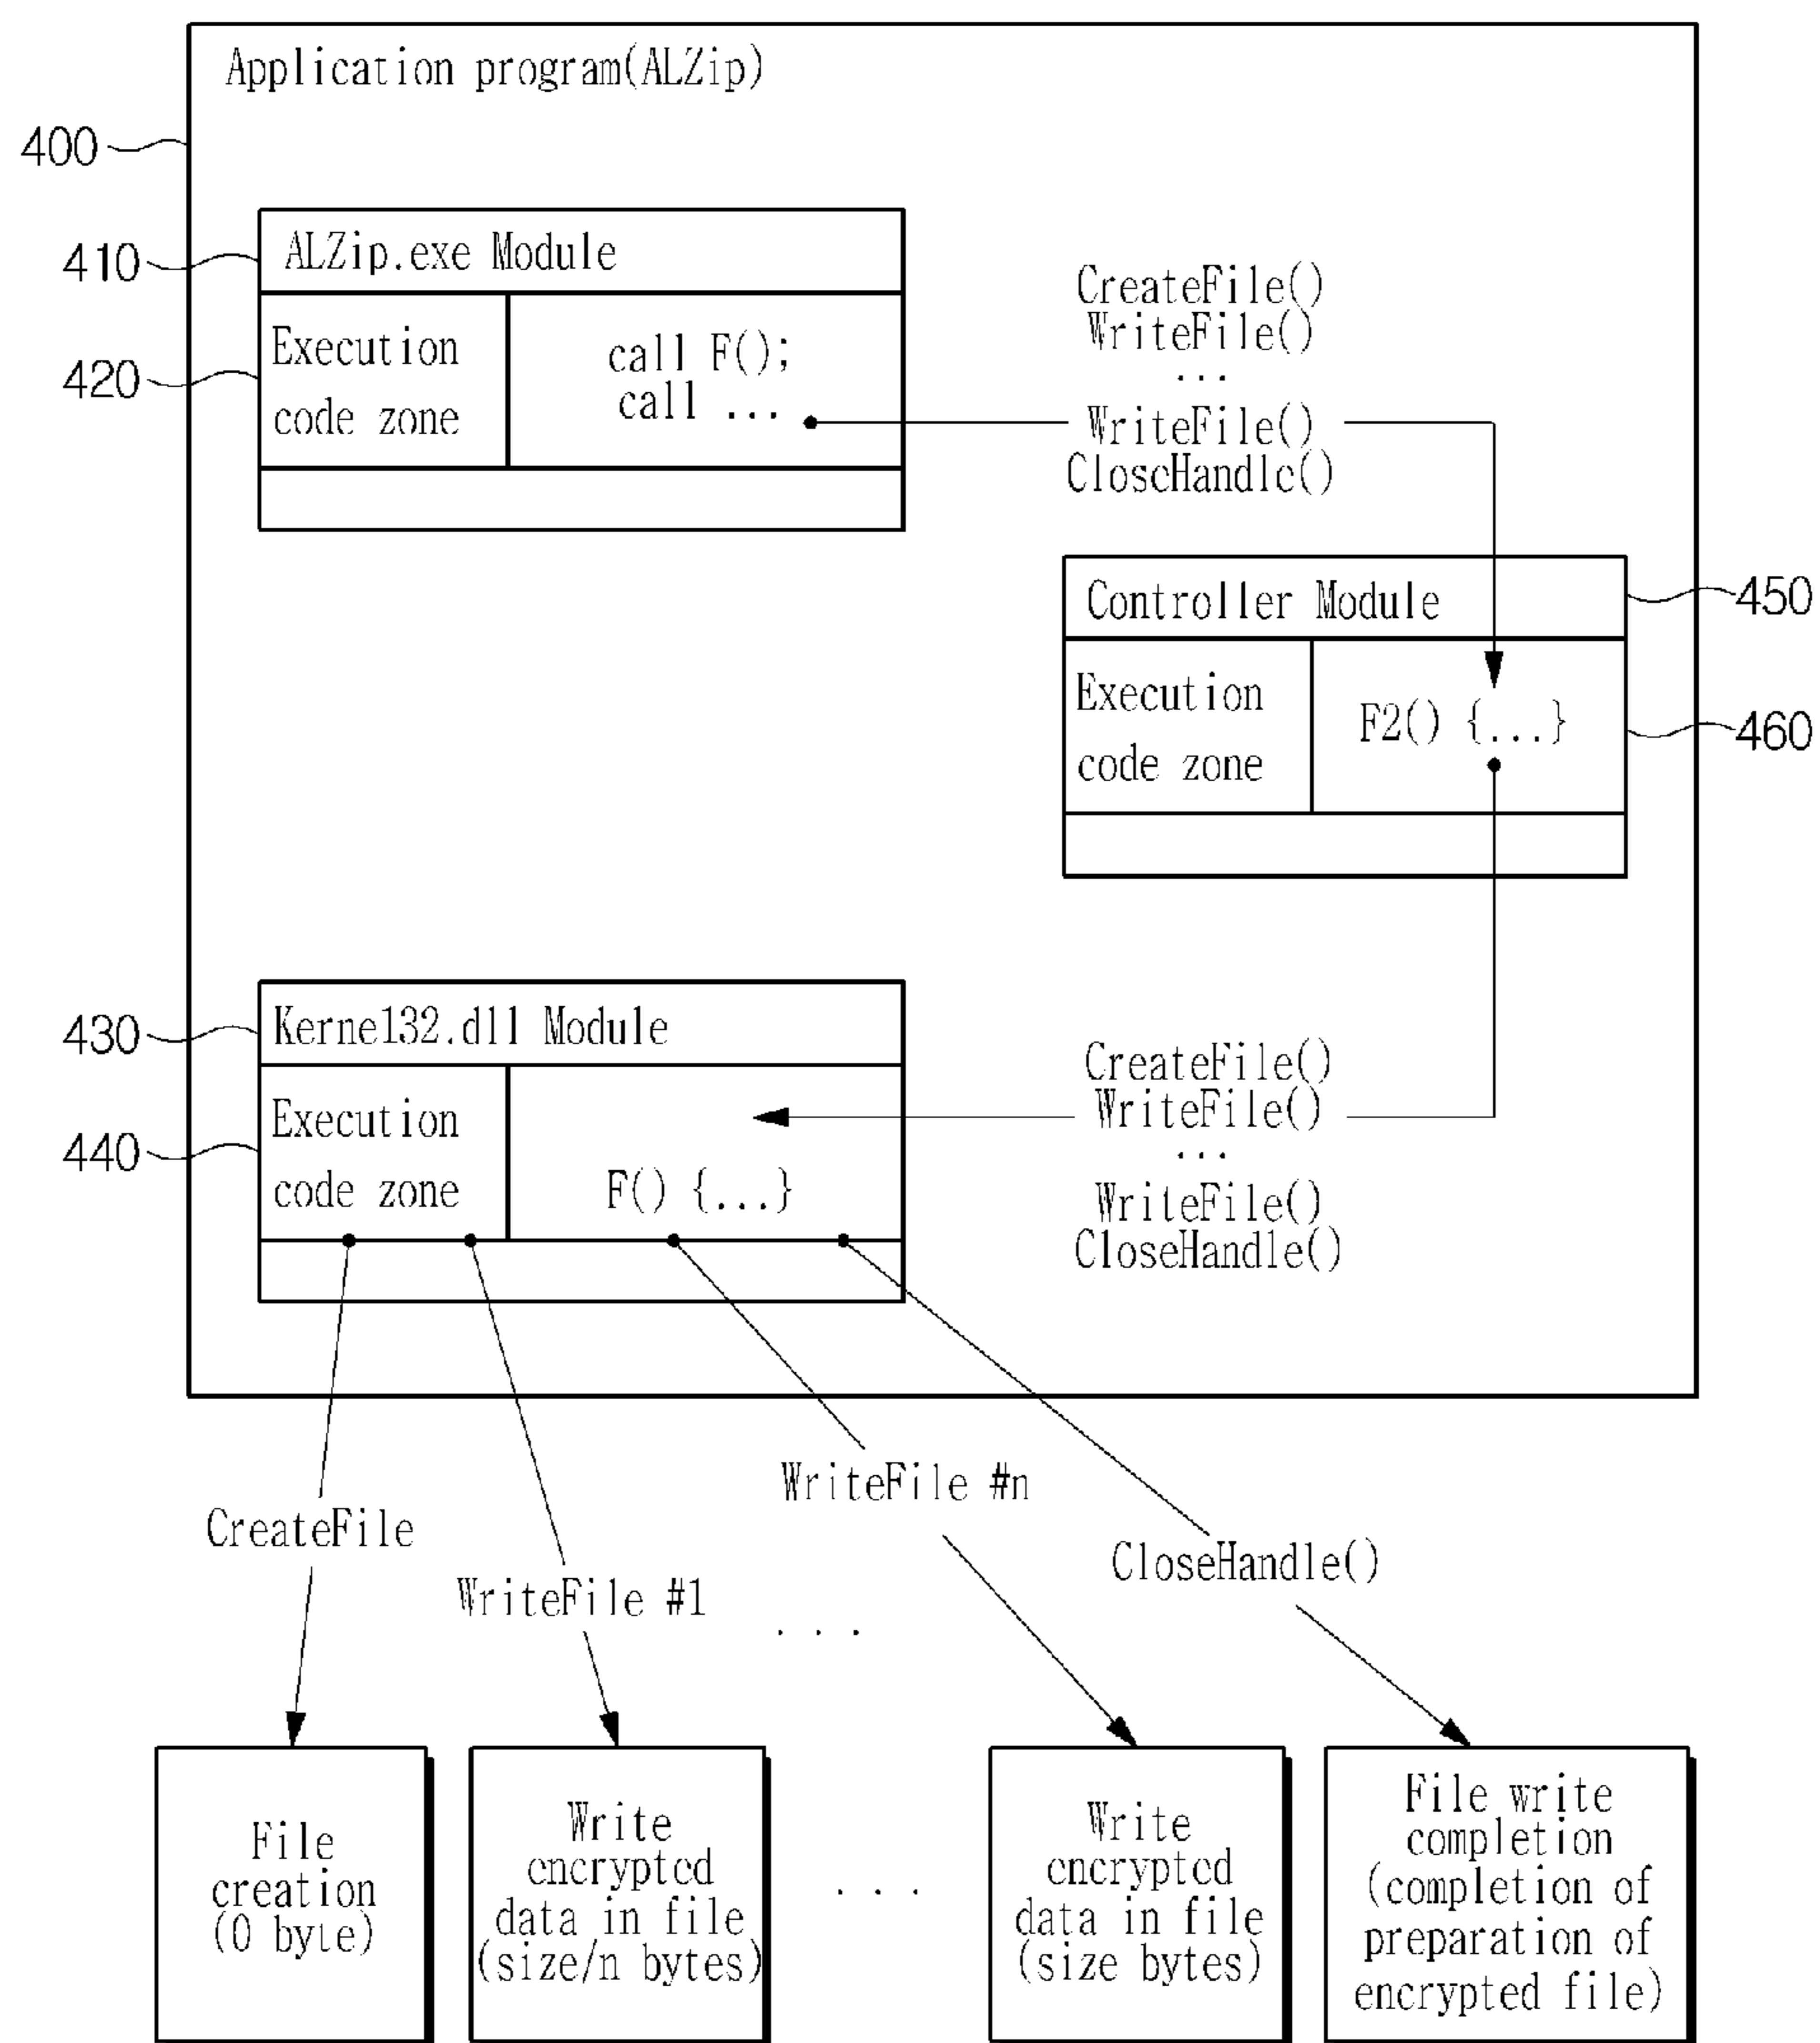 Application program(ALZip)
400
410
ALZip.exe Module
420
Execution
code zone
call F();
call ...
CreateFile()
WriteFile()
...
WriteFile()
CloseHandle()
Controller Module
450
Execution
code zone
F2() {...}
460
430
Kernel32.dll Module
440
Execution
code zone
F() {...}
CreateFile()
WriteFile()
...
WriteFile()
CloseHandle()
CreateFile
WriteFile #1
. . .
WriteFile #n
CloseHandle()
File
creation
(0 byte)
Write
encrypted
data in file
(size/n bytes)
. . .
Write
encrypted
data in file
(size bytes)
File write
completion
(completion of
preparation of
encrypted file)